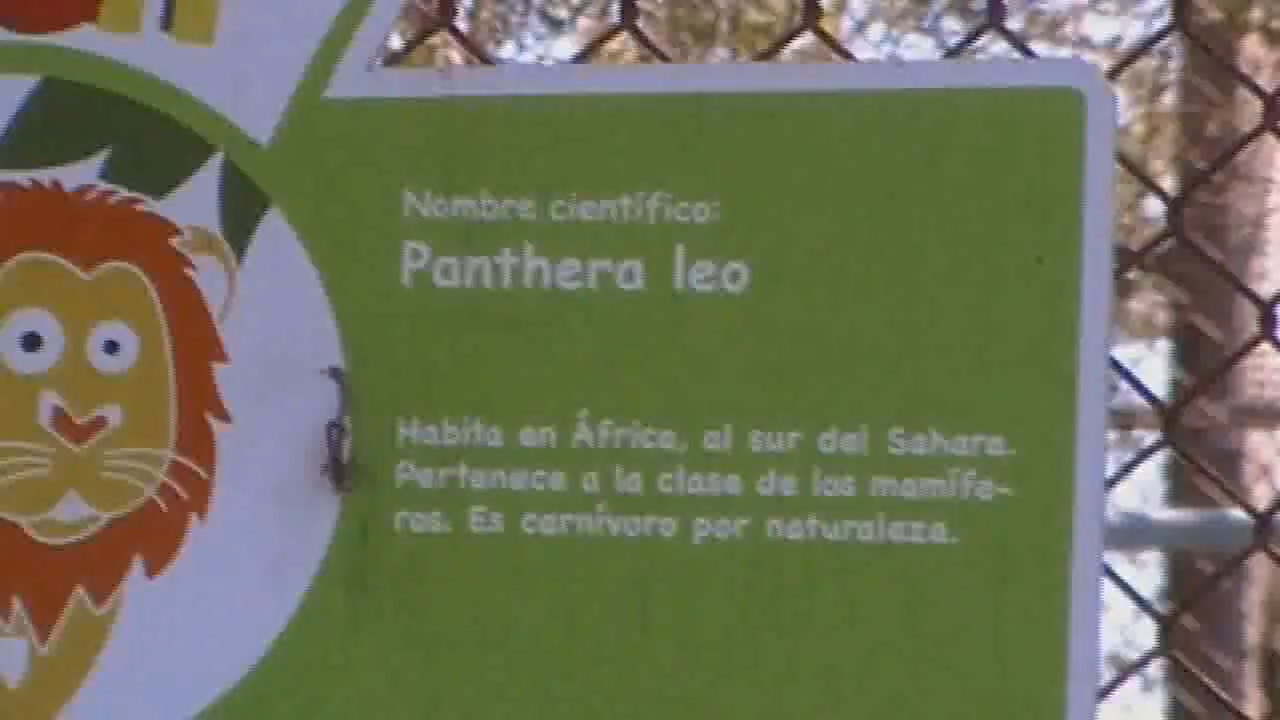 Nombre científico:
Panthera leo
Habita en África, al sur del Sahara.
Pertenece a la clase de los mamífe-
ros. Es carnívoro por naturaleza.